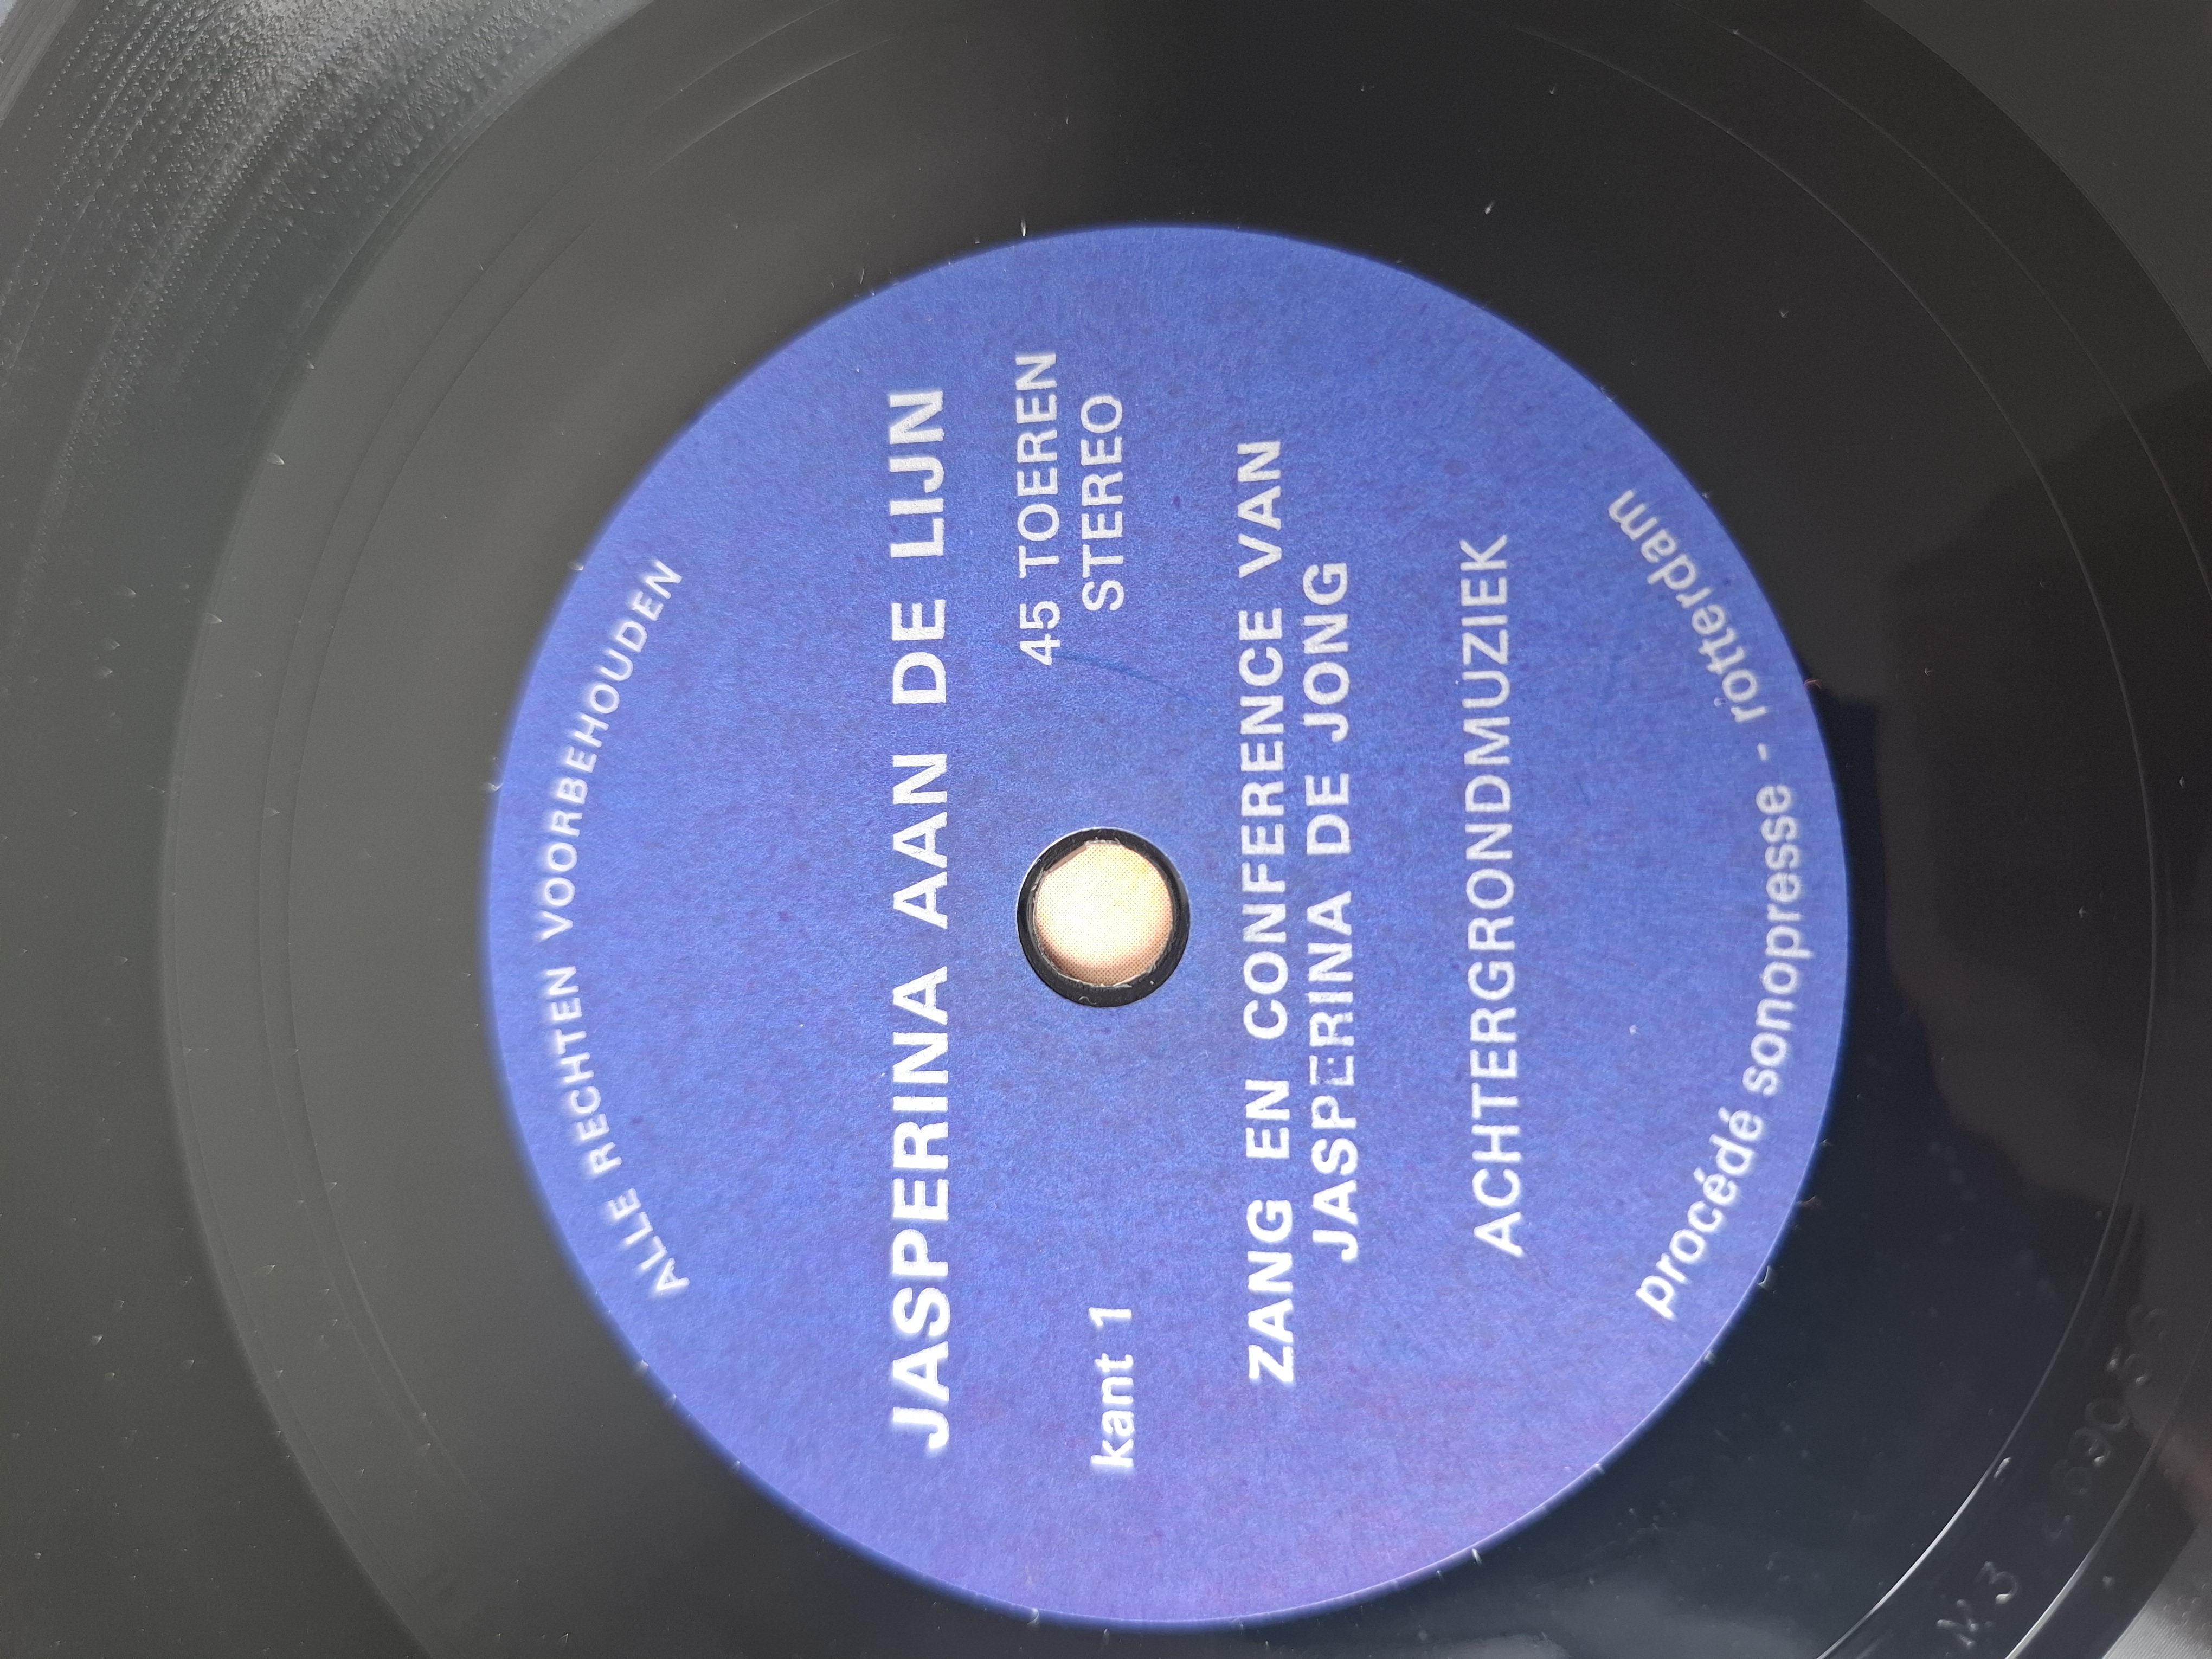 ALLE RECHTEN VOORBEHOUDEN
JASPERINA AAN DE LIJN
45 TOEREN
STEREO
kant 1
ZANG EN CONFERENCE VAN
JASPERINA DE JONG
ACHTERGRONDMUZIEK
procédé sonopresse - rotterdam